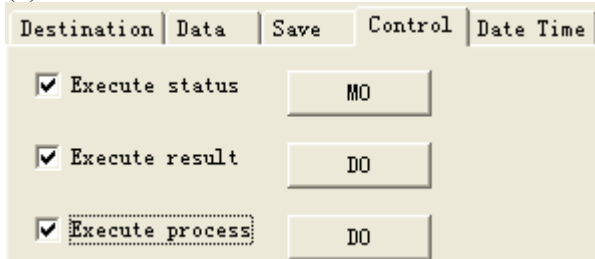 Destination Data Save Control Date Time
Execute status M0
Execute result D0
Execute process D0